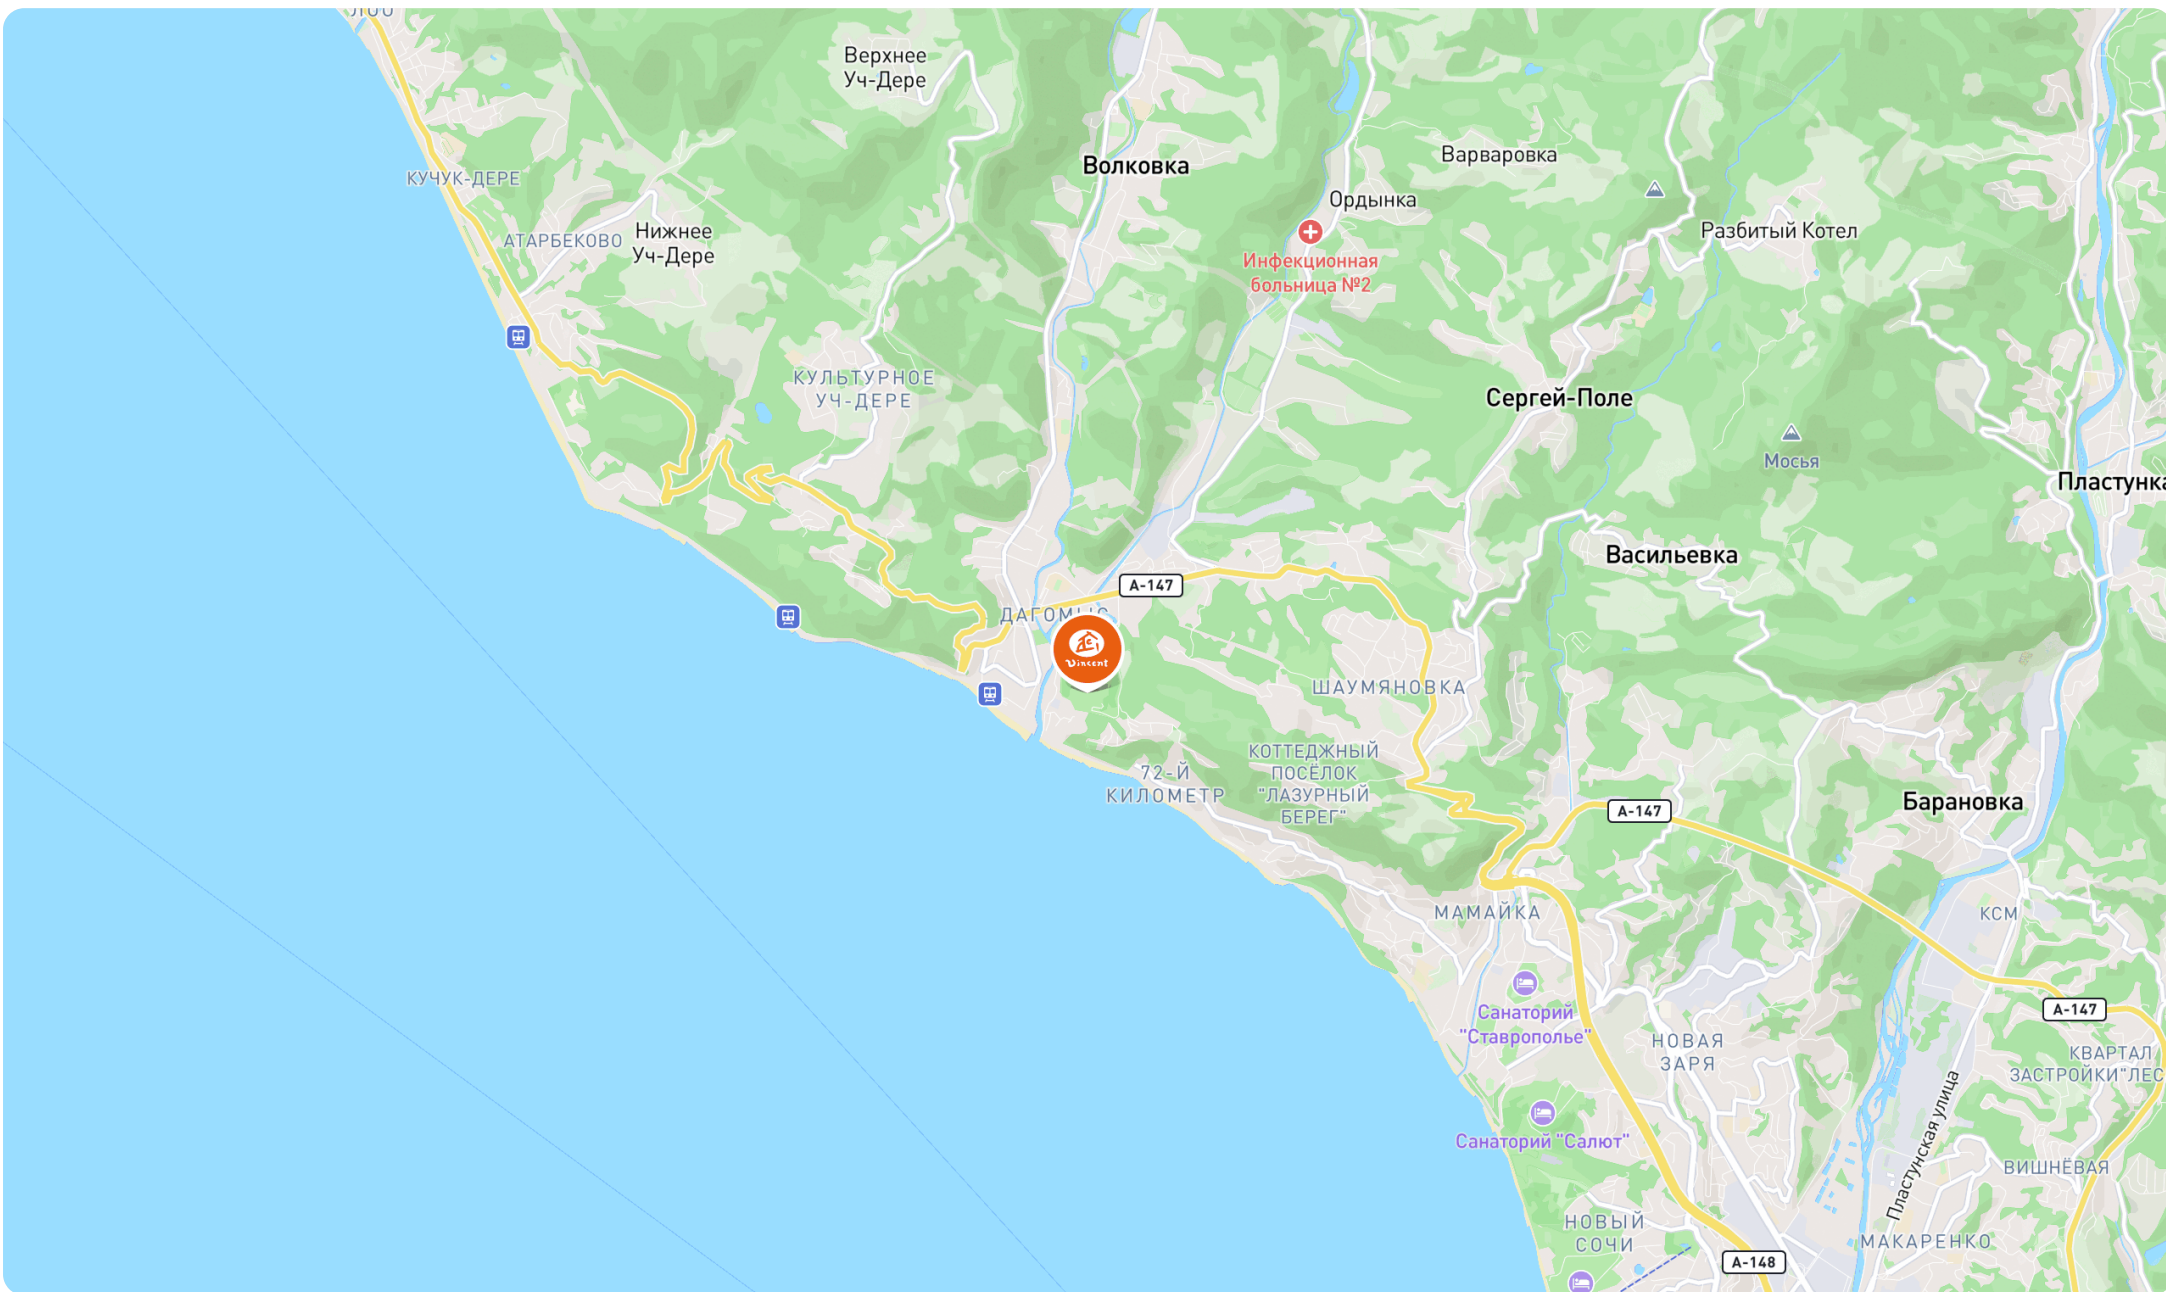 ЛОО
Верхнее
Уч-Дере
Волковка
Варваровка
КУЧУК-ДЕРЕ
Ордынка
АТАРБЕКОВО
Нижнее
Уч-Дере
Разбитый Котел
Инфекционная
больница №2
КУЛЬТУРНОЕ
УЧ-ДЕРЕ
Сергей-Поле
Мосья
Пластунка
Васильевка
А-147
ДАГОМЫС
Vincent
ШАУМЯНОВКА
КОТТЕДЖНЫЙ
ПОСЁЛОК
"ЛАЗУРНЫЙ
БЕРЕГ"
72-Й
КИЛОМЕТР
А-147
Барановка
МАМАЙКА
КСМ
Санаторий
"Ставрополье"
А-147
НОВАЯ
ЗАРЯ
КВАРТАЛ
ЗАСТРОЙКИ"ЛЕС
Пластунская улица
Санаторий "Салют"
ВИШНЁВАЯ
НОВЫЙ
СОЧИ
МАКАРЕНКО
А-148